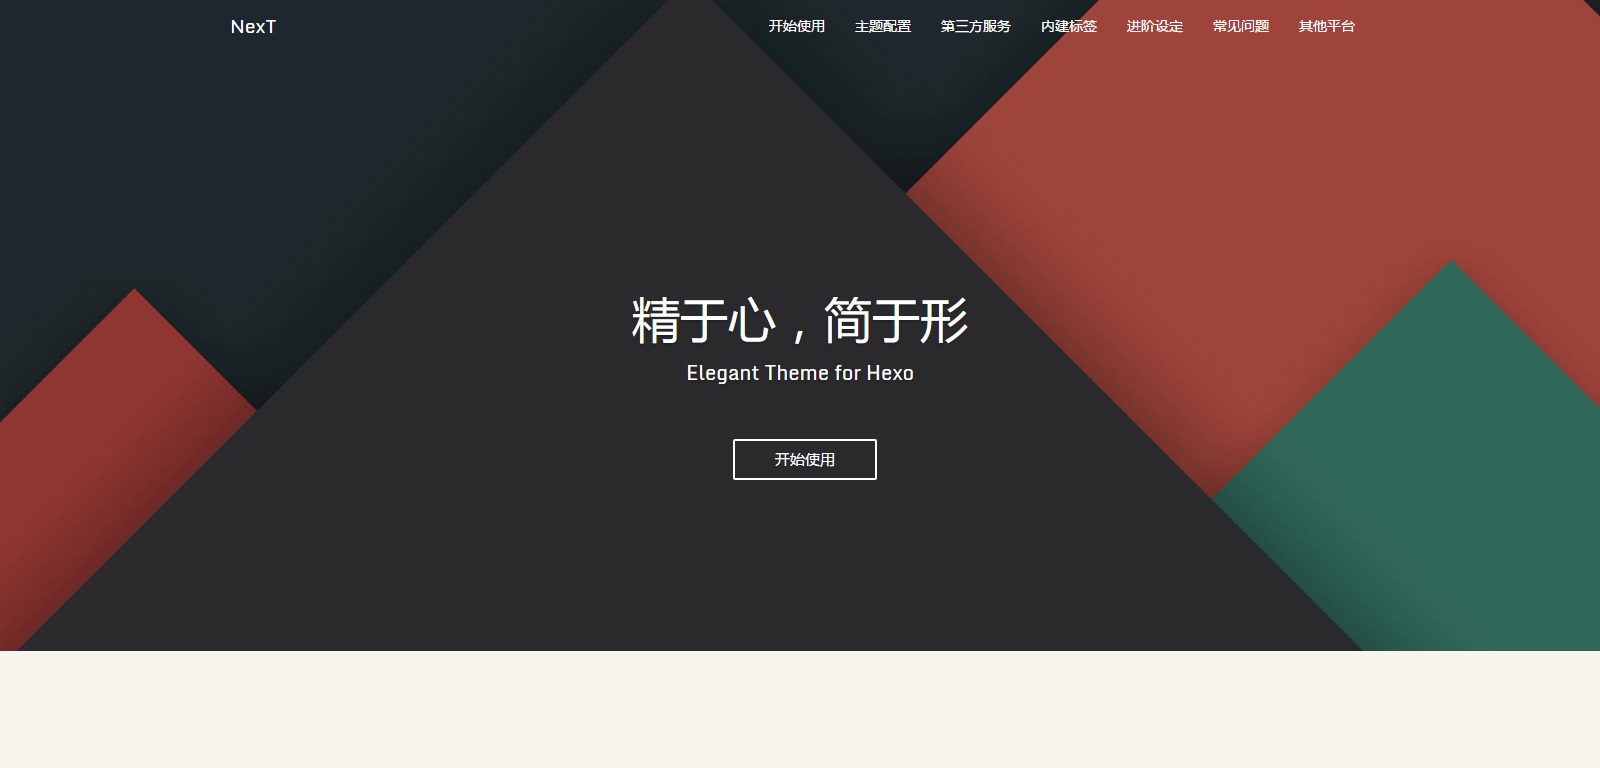 NexT 开始使用 主题配置 第三方服务 内建标签 进阶设定 常见问题 其他平台
精于心，简于形
Elegant Theme for Hexo
开始使用